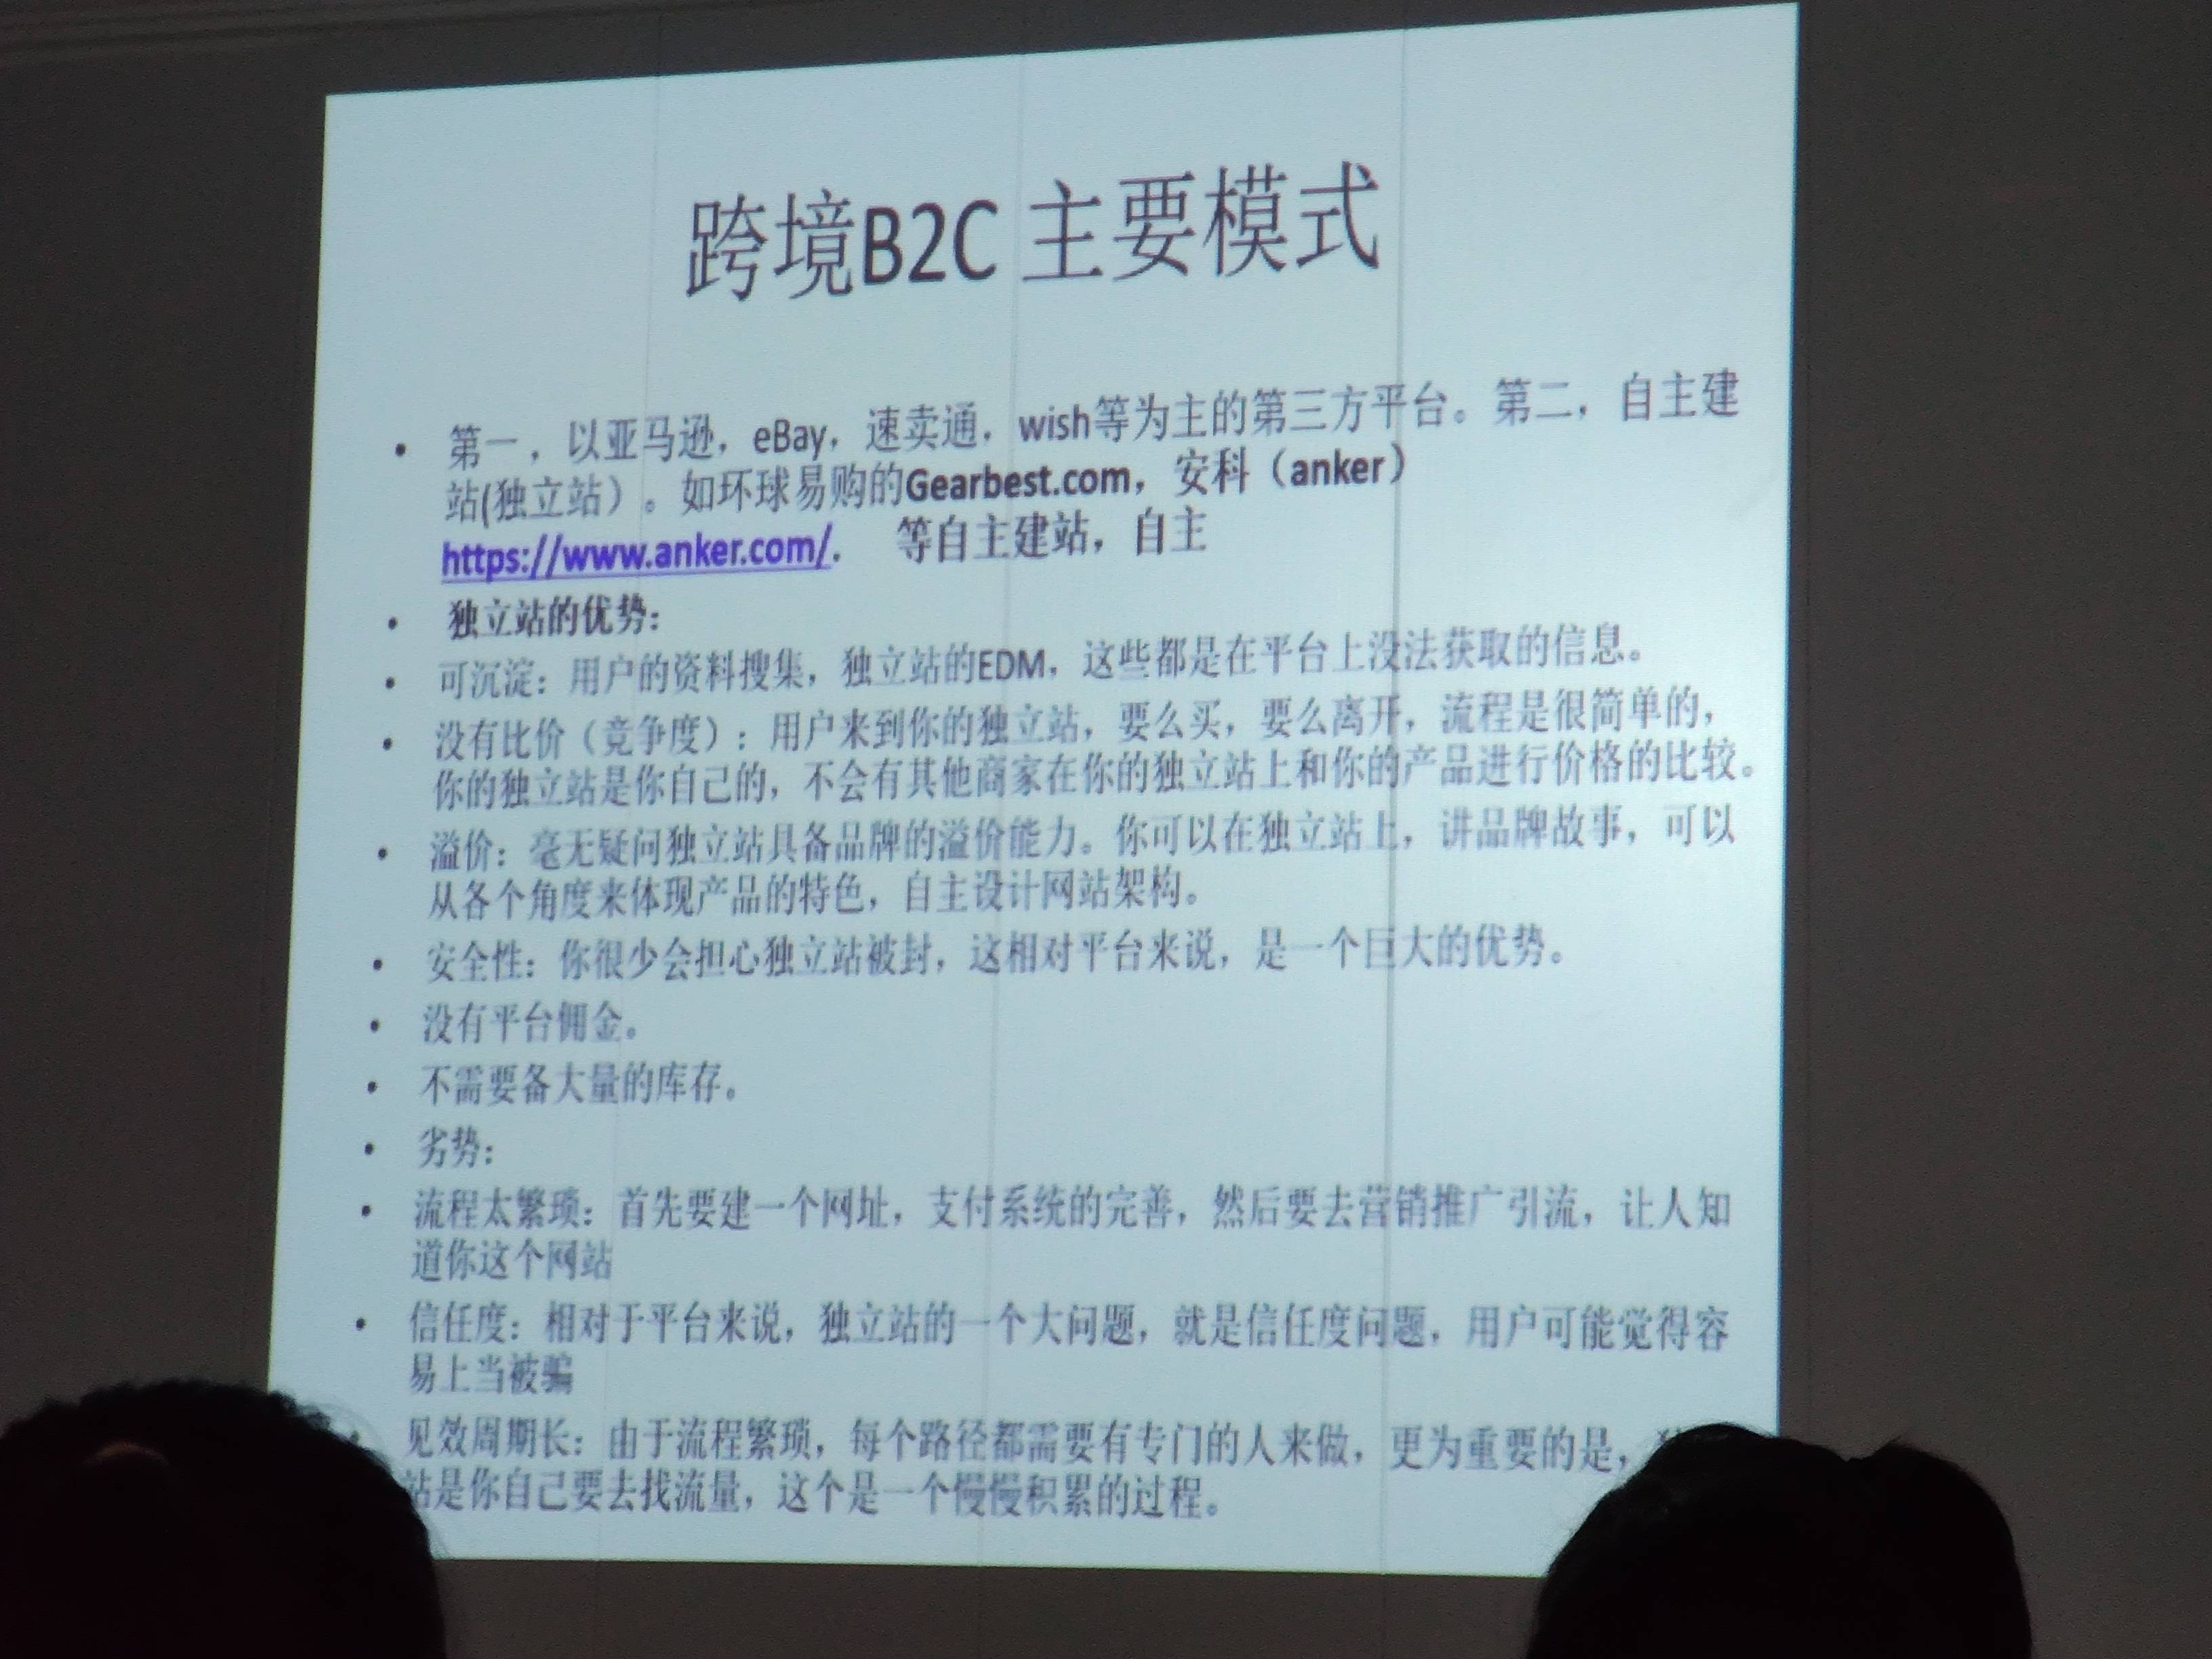 跨境B2C 主要模式
• 第一，以亚马逊，eBay，速卖通，wish等为主的第三方平台。第二，自主建
站(独立站）。如环球易购的Gearbest.com，安科（anker）
https://www.anker.com/. 等自主建站，自主
• 独立站的优势：
• 可沉淀：用户的资料搜集，独立站的EDM，这些都是在平台上没法获取的信息。
• 没有比价（竞争度）：用户来到你的独立站，要么买，要么离开，流程是很简单的，
你的独立站是你自己的，不会有其他商家在你的独立站上和你的产品进行价格的比较。
• 溢价：毫无疑问独立站具备品牌的溢价能力。你可以在独立站上，讲品牌故事，可以
从各个角度来体现产品的特色，自主设计网站架构。
• 安全性：你很少会担心独立站被封，这相对平台来说，是一个巨大的优势。
• 没有平台佣金。
• 不需要备大量的库存。
• 劣势：
• 流程太繁琐：首先要建一个网址，支付系统的完善，然后要去营销推广引流，让人知
道你这个网站
• 信任度：相对于平台来说，独立站的一个大问题，就是信任度问题，用户可能觉得容
易上当被骗
• 见效周期长：由于流程繁琐，每个路径都需要有专门的人来做，更为重要的是，
站是你自己要去找流量，这个是一个慢慢积累的过程。